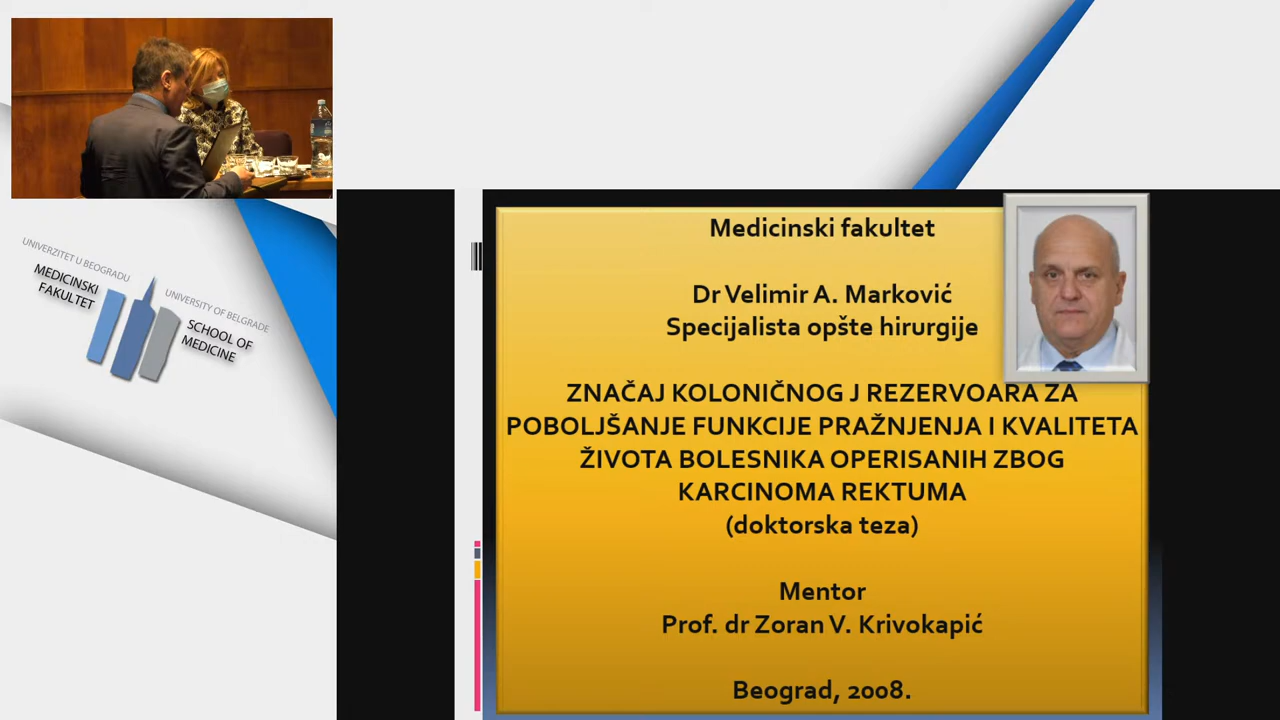 UNIVERZITET U BEOGRADU
MEDICINSKI
FAKULTET
UNIVERSITY OF BELGRADE
SCHOOL OF
MEDICINE
Medicinski fakultet
Dr Velimir A. Marković
Specijalista opšte hirurgije
ZNAČAJ KOLONIČNOG J REZERVOARA ZA
POBOLJŠANJE FUNKCIJE PRAŽNJENJA I KVALITETA
ŽIVOTA BOLESNIKA OPERISANIH ZBOG
KARCINOMA REKTUMA
(doktorska teza)
Mentor
Prof. dr Zoran V. Krivokapić
Beograd, 2008.